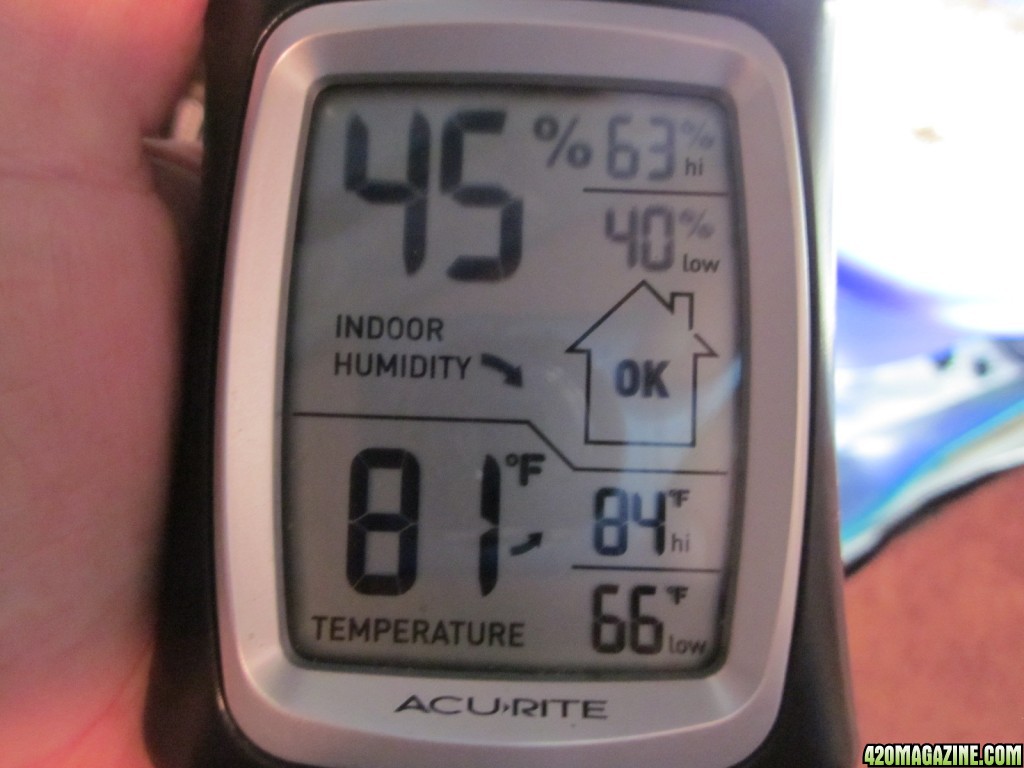 45 % 63 % hi
40 % low
INDOOR
HUMIDITY
OK
81 °F 84 °F hi
66 °F low
TEMPERATURE
ACU›RITE
420MAGAZINE.COM